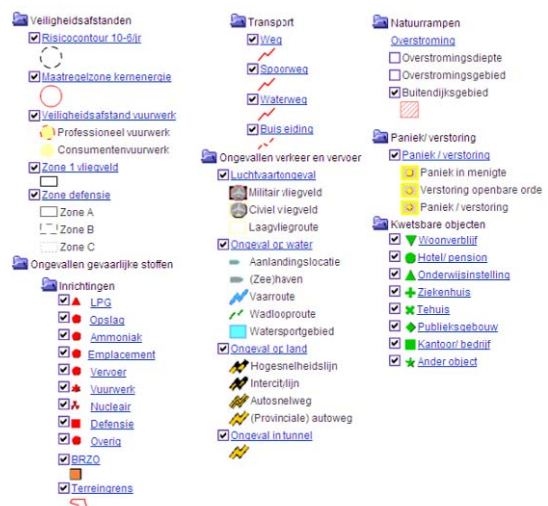 Veiligheidsafstanden
Risicocontour 10-6/jr
Maatregelzone kernenergie
Veiligheidsafstand vuurwerk
Professioneel vuurwerk
Consumentenvuurwerk
Zone 1 vliegveld
Zone defensie
Zone A
Zone B
Zone C
Ongevallen gevaarlijke stoffen
Inrichtingen
LPG
Opslag
Ammoniak
Emplacement
Vervoer
Vuurwerk
Nucleair
Defensie
Overig
BRZO
Terreingrens
Transport
Weg
Spoorweg
Waterweg
Buisleiding
Ongevallen verkeer en vervoer
Luchtvaartongeval
Militair vliegveld
Civiel vliegveld
Laagvliegroute
Ongeval op water
Aanlandingslocatie
(Zee)haven
Vaarroute
Wadlooproute
Watersportgebied
Ongeval op land
Hogesnelheidslijn
Intercitylijn
Autosnelweg
(Provinciale) autoweg
Ongeval in tunnel
Natuurrampen
Overstroming
Overstromingsdiepte
Overstromingsgebied
Buitendijksgebied
Paniek/ verstoring
Paniek / verstoring
Paniek in menigte
Verstoring openbare orde
Paniek / verstoring
Kwetsbare objecten
Woonverblijf
Hotel/ pension
Onderwijsinstelling
Ziekenhuis
Tehuis
Publieksgebouw
Kantoor/ bedrijf
Ander object